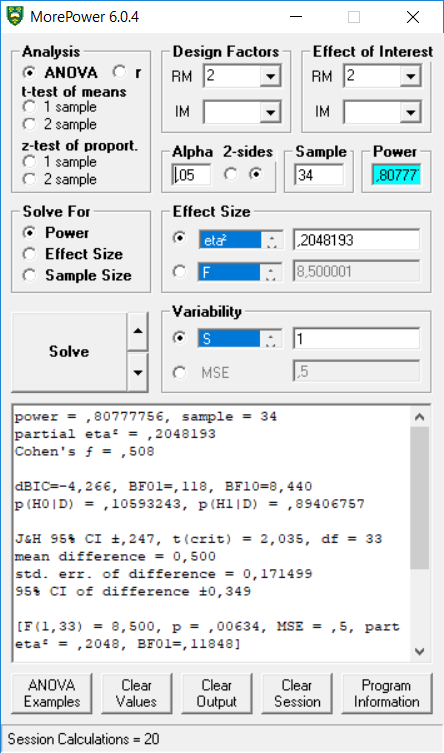 MorePower 6.0.4
Analysis
ANOVA r
t-test of means
1 sample
2 sample
z-test of proport.
1 sample
2 sample
Design Factors
RM 2
IM
Effect of Interest
RM 2
IM
Alpha 2-sides
,05
Sample
34
Power
,80777
Solve For
Power
Effect Size
Sample Size
Effect Size
eta² ,2048193
F 8,500001
Solve
Variability
S 1
MSE ,5
power = ,80777756, sample = 34
partial eta² = ,2048193
Cohen's ƒ = ,508
dBIC=-4,266, BF01=,118, BF10=8,440
p(H0|D) = ,10593243, p(H1|D) = ,89406757
J&H 95% CI ±,247, t(crit) = 2,035, df = 33
mean difference = 0,500
std. err. of difference = 0,171499
95% CI of difference ±0,349
[F(1,33) = 8,500, p = ,00634, MSE = ,5, part
eta² = ,2048, BF01=,11848]
ANOVA Examples
Clear Values
Clear Output
Clear Session
Program Information
Session Calculations = 20